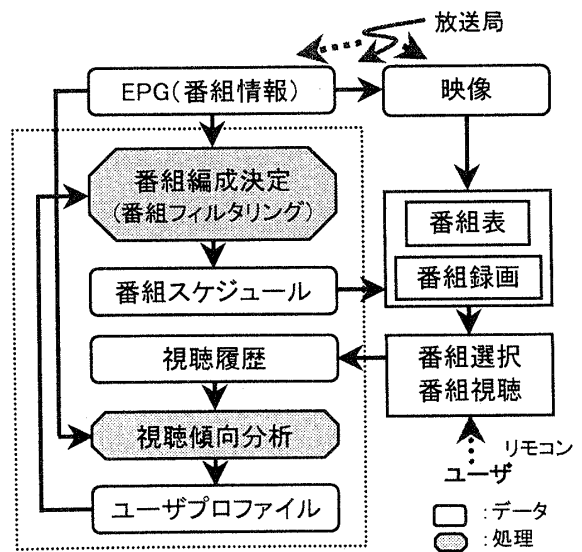 放送局
EPG(番組情報)
映像
番組編成決定
(番組フィルタリング)
番組表
番組録画
番組スケジュール
視聴履歴
番組選択
番組視聴
視聴傾向分析
リモコン
ユーザ
ユーザプロファイル
:データ
:処理